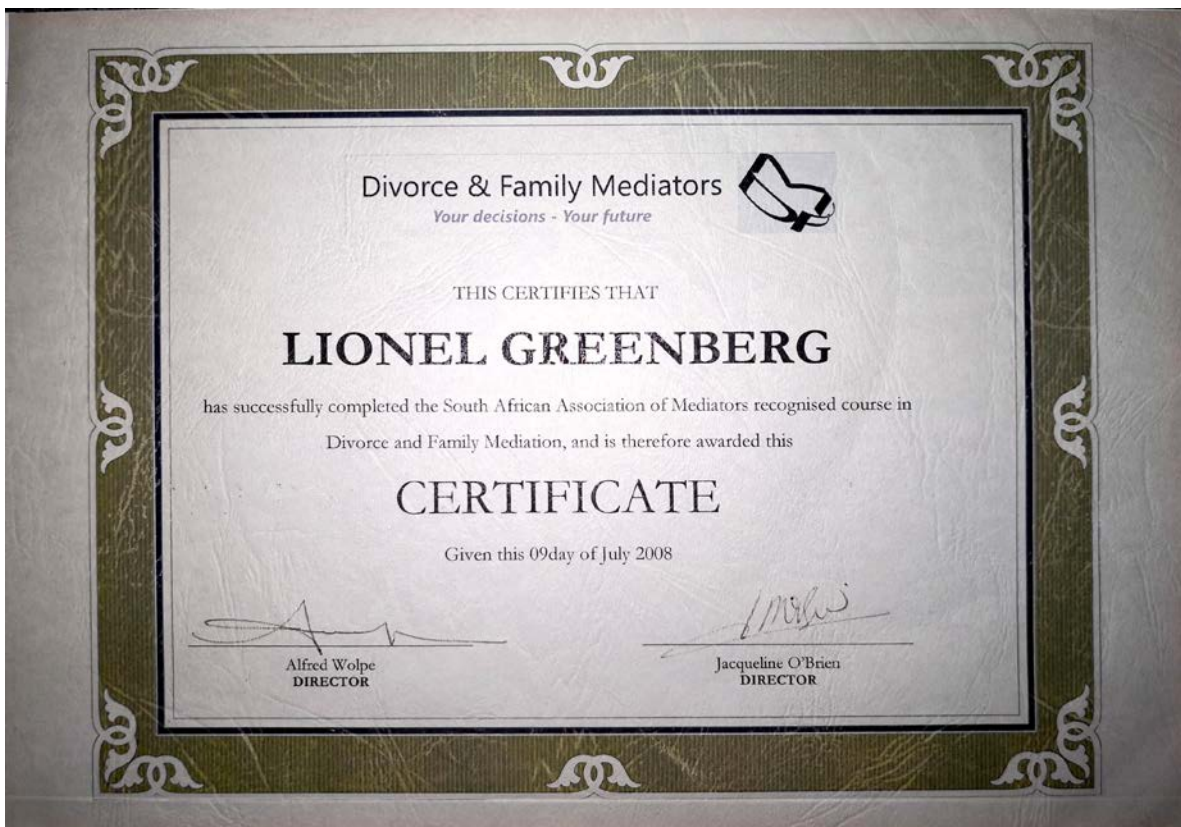 Divorce & Family Mediators
Your decisions - Your future
THIS CERTIFIES THAT
LIONEL GREENBERG
has successfully completed the South African Association of Mediators recognised course in
Divorce and Family Mediation, and is therefore awarded this
CERTIFICATE
Given this 09day of July 2008
Alfred Wolpe
DIRECTOR
Jacqueline O'Brien
DIRECTOR